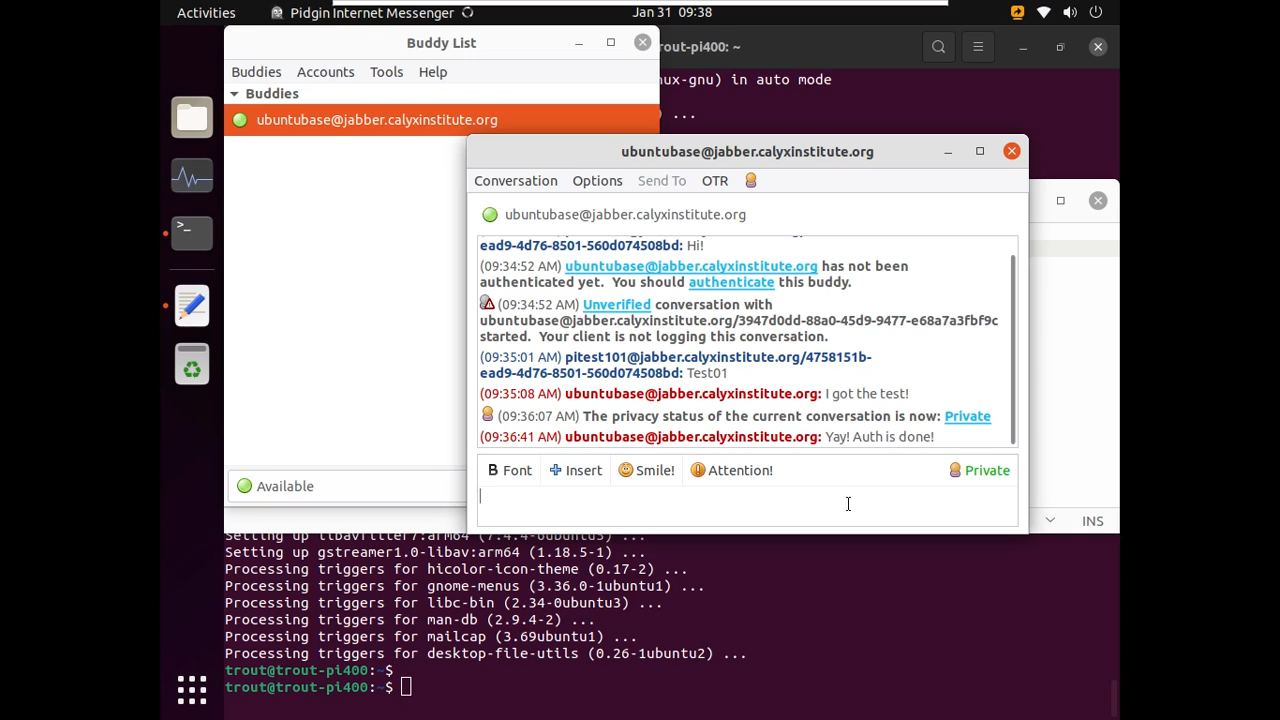 Activities
Pidgin Internet Messenger
Jan 31 09:38
Buddy List
Buddies Accounts Tools Help
Buddies
ubuntubase@jabber.calyxinstitute.org
Available
rout-pi400: ~
nux-gnu) in auto mode
) ...
ubuntubase@jabber.calyxinstitute.org
Conversation Options Send To OTR
ubuntubase@jabber.calyxinstitute.org
ead9-4d76-8501-560d074508bd: Hi!
(09:34:52 AM) ubuntubase@jabber.calyxinstitute.org has not been
authenticated yet. You should authenticate this buddy.
(09:34:52 AM) Unverified conversation with
ubuntubase@jabber.calyxinstitute.org/3947d0dd-88a0-45d9-9477-e68a7a3fbf9c
started. Your client is not logging this conversation.
(09:35:01 AM) pitest101@jabber.calyxinstitute.org/4758151b-
ead9-4d76-8501-560d074508bd: Test01
(09:35:08 AM) ubuntubase@jabber.calyxinstitute.org: I got the test!
(09:36:07 AM) The privacy status of the current conversation is now: Private
(09:36:41 AM) ubuntubase@jabber.calyxinstitute.org: Yay! Auth is done!
B Font Insert Smile! Attention! Private
INS
Setting up gstreamer1.0-libav:arm64 (1.18.5-1) ...
Processing triggers for hicolor-icon-theme (0.17-2) ...
Processing triggers for gnome-menus (3.36.0-1ubuntu1) ...
Processing triggers for libc-bin (2.34-0ubuntu3) ...
Processing triggers for man-db (2.9.4-2) ...
Processing triggers for mailcap (3.69ubuntu1) ...
Processing triggers for desktop-file-utils (0.26-1ubuntu2) ...
trout@trout-pi400:~$
trout@trout-pi400:~$